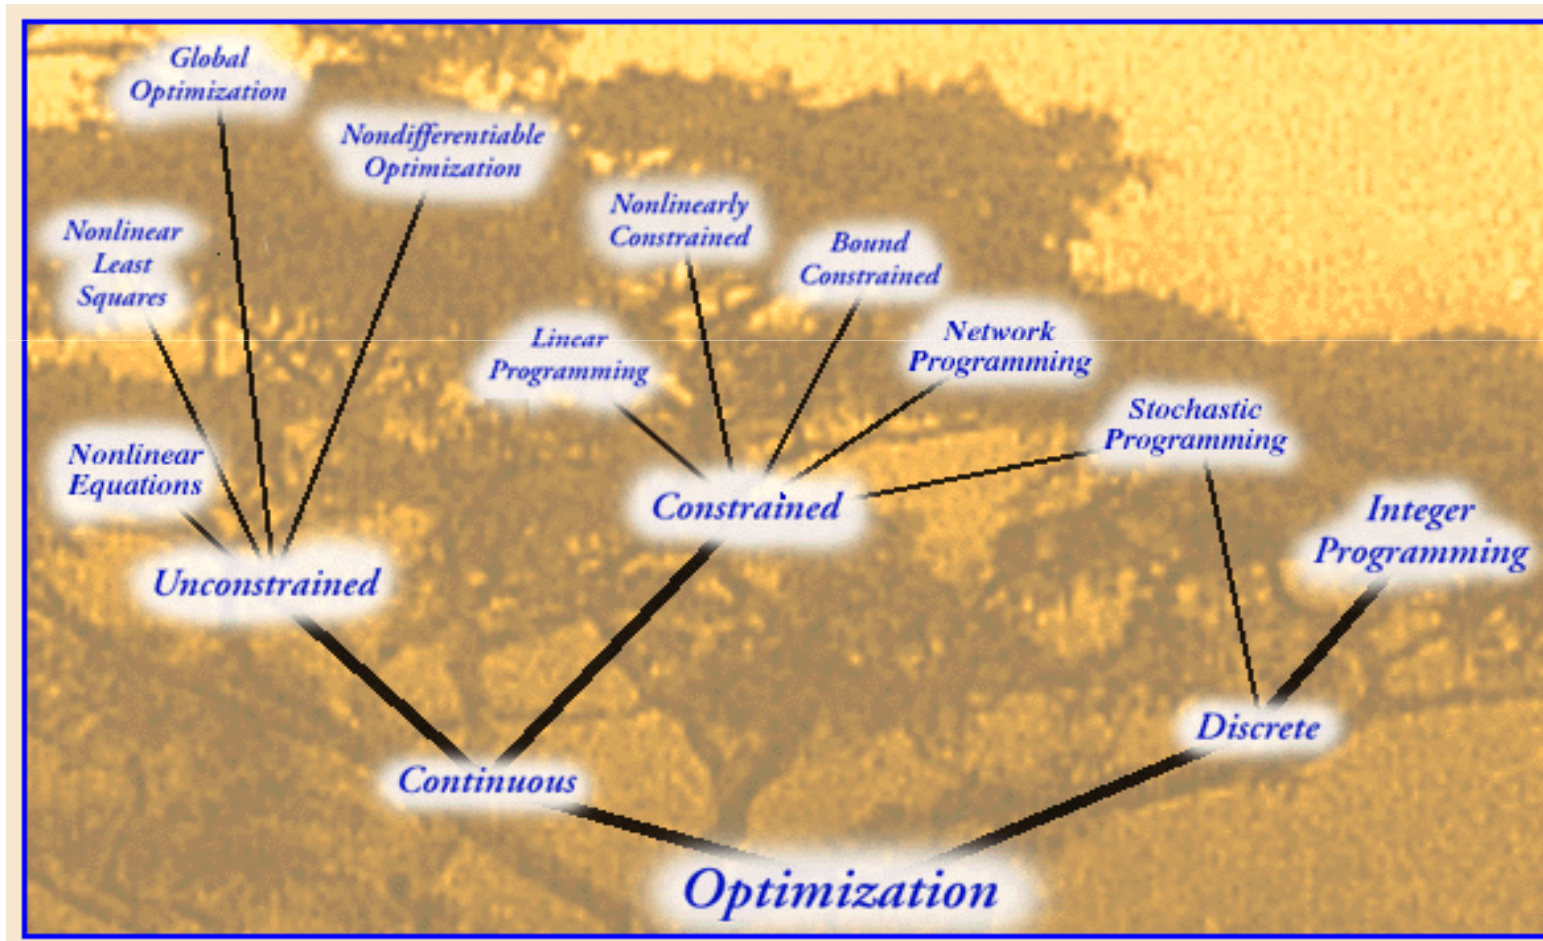 Global
Optimization
Nondifferentiable
Optimization
Nonlinearly
Constrained
Nonlinear
Least
Squares
Bound
Constrained
Linear
Programming
Network
Programming
Stochastic
Programming
Nonlinear
Equations
Constrained
Integer
Programming
Unconstrained
Discrete
Continuous
Optimization